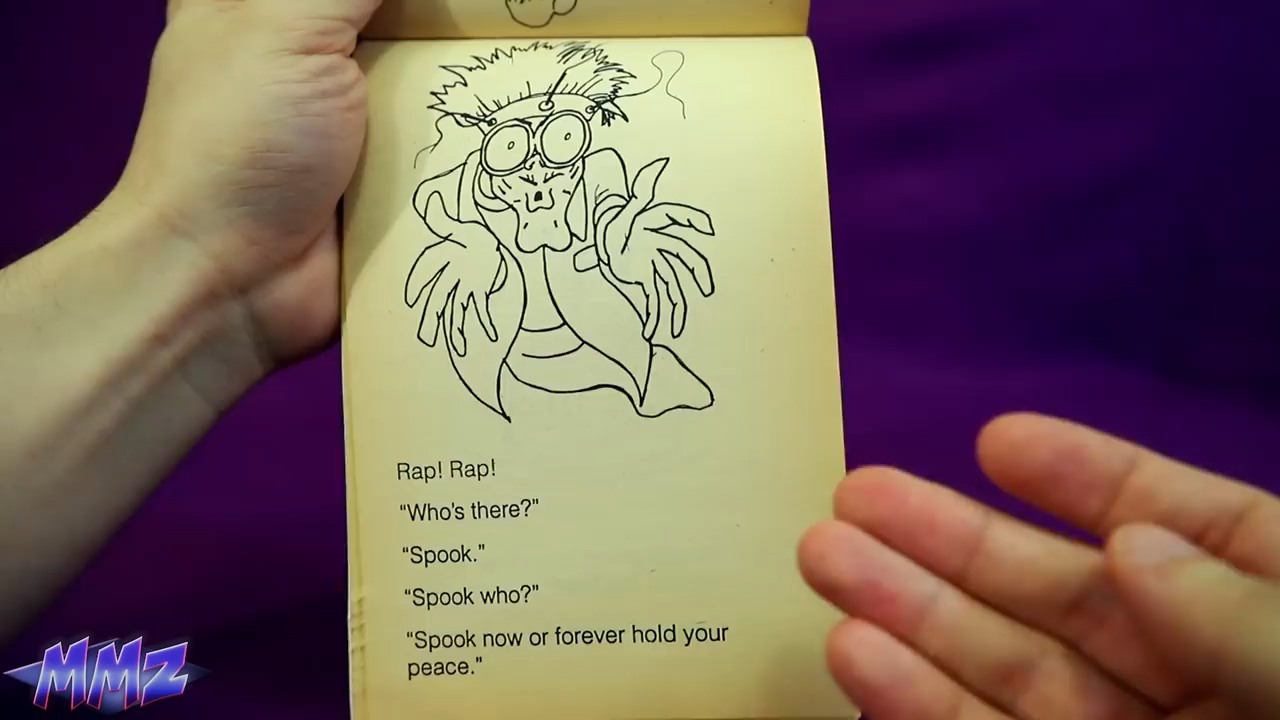 Rap! Rap!
“Who’s there?”
“Spook.”
“Spook who?”
“Spook now or forever hold your
peace.”
MMZ